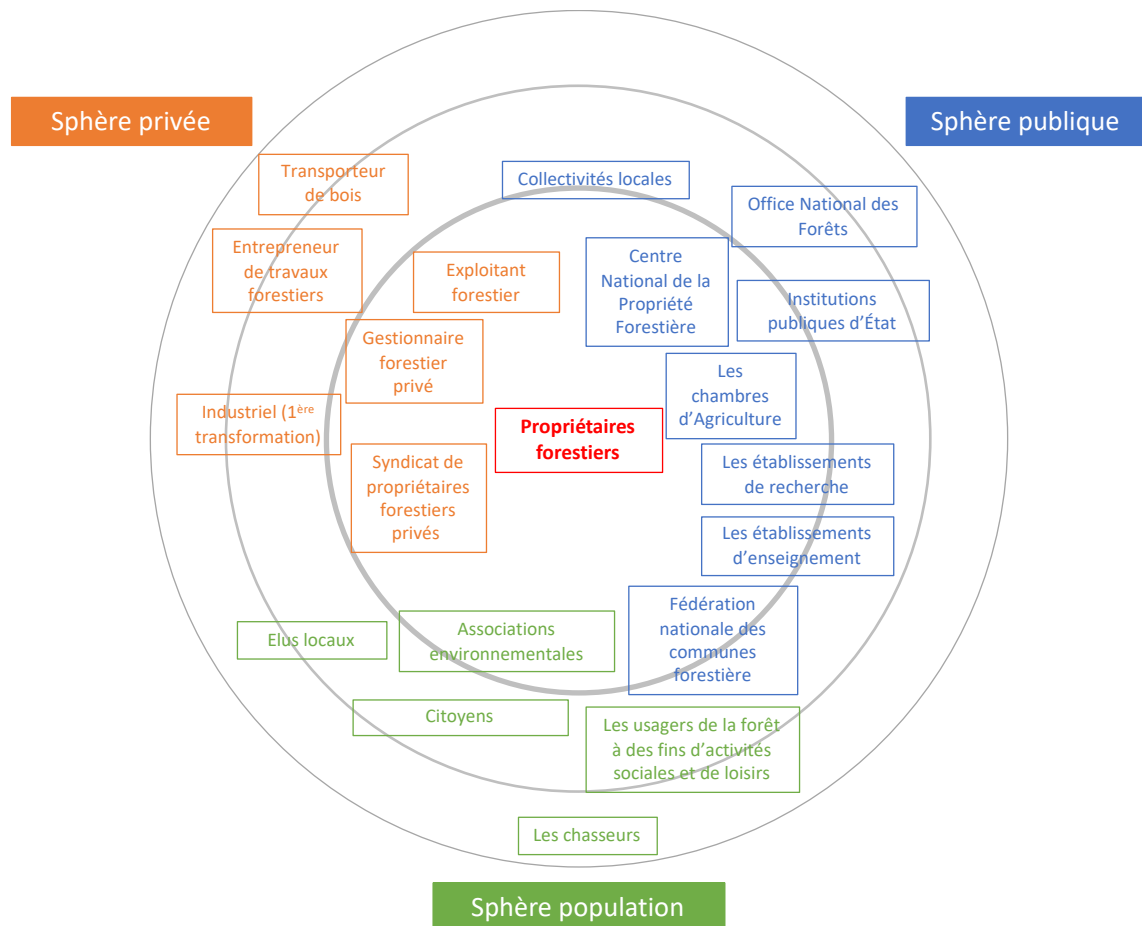 Sphère privée
Sphère publique
Transporteur
de bois
Collectivités locales
Office National des
Forêts
Entrepreneur
de travaux
forestiers
Exploitant
forestier
Centre
National de la
Propriété
Forestière
Institutions
publiques d’État
Gestionnaire
forestier
privé
Les
chambres
d’Agriculture
Industriel (1ère
transformation)
Propriétaires
forestiers
Syndicat de
propriétaires
forestiers
privés
Les établissements
de recherche
Les établissements
d’enseignement
Fédération
nationale des
communes
forestière
Elus locaux
Associations
environnementales
Citoyens
Les usagers de la forêt
à des fins d’activités
sociales et de loisirs
Les chasseurs
Sphère population